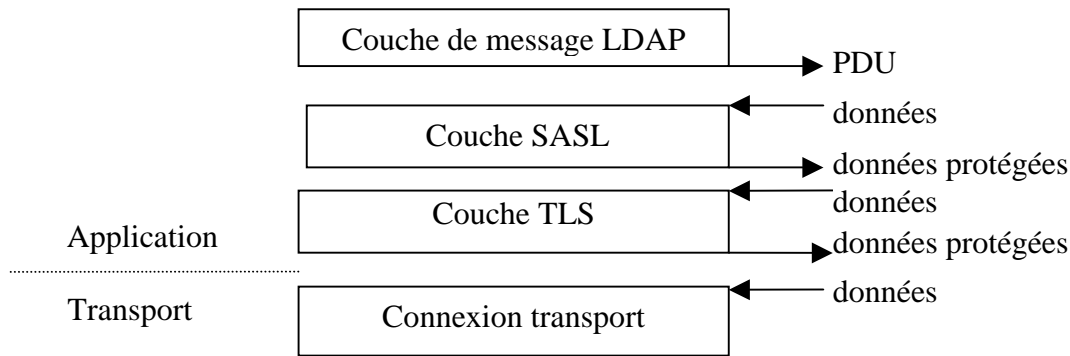 Couche de message LDAP
PDU
données
Couche SASL
données protégées
données
Couche TLS
Application
données protégées
données
Transport
Connexion transport